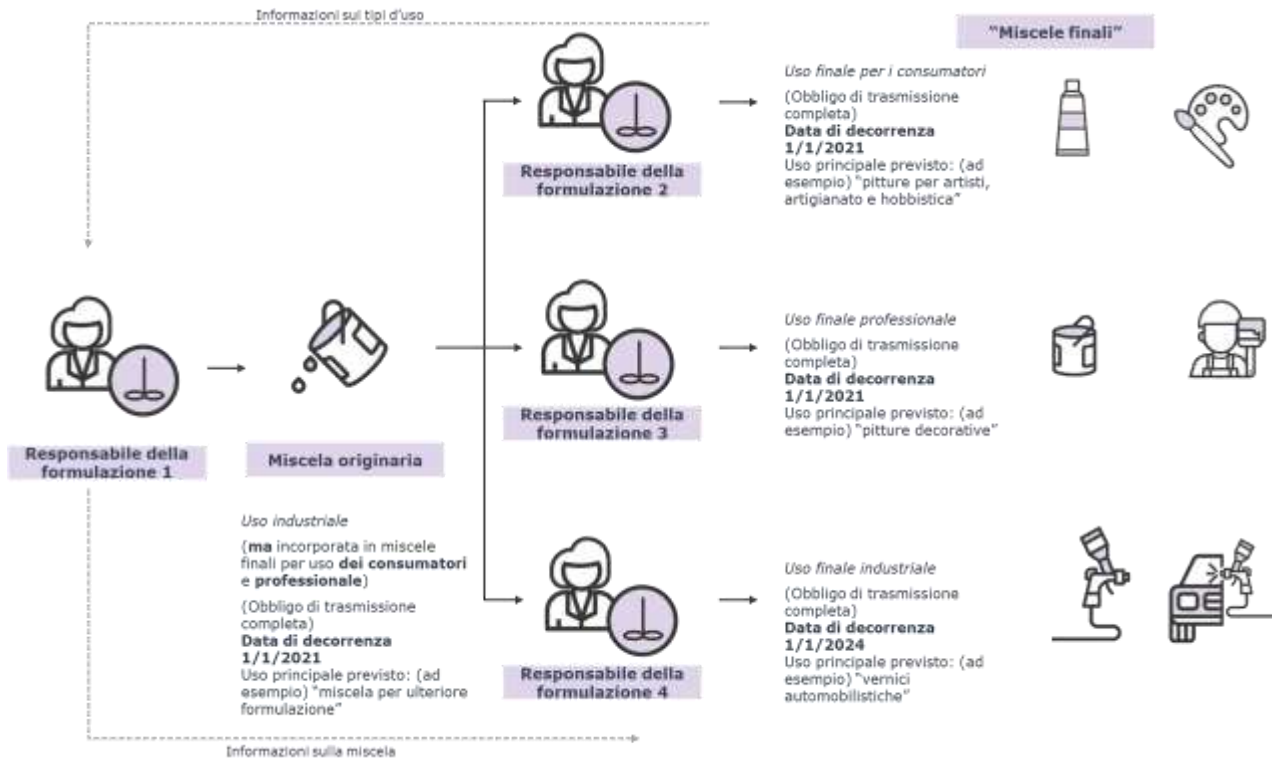 Informazioni sui tipi d'uso
"Miscele finali"
Responsabile della
formulazione 2
Uso finale per i consumatori
(Obbligo di trasmissione
completa)
Data di decorrenza
1/1/2021
Uso principale previsto: (ad
esempio) "pitture per artisti,
artigianato e hobbistica"
Responsabile della
formulazione 1
Miscela originaria
Uso industriale
(ma incorporata in miscele
finali per uso dei consumatori
e professionale)
(Obbligo di trasmissione
completa)
Data di decorrenza
1/1/2021
Uso principale previsto: (ad
esempio) "miscela per ulteriore
formulazione"
Responsabile della
formulazione 3
Uso finale professionale
(Obbligo di trasmissione
completa)
Data di decorrenza
1/1/2021
Uso principale previsto: (ad
esempio) "pitture decorative"
Responsabile della
formulazione 4
Uso finale industriale
(Obbligo di trasmissione
completa)
Data di decorrenza
1/1/2024
Uso principale previsto: (ad
esempio) "vernici
automobilistiche"
Informazioni sulla miscela